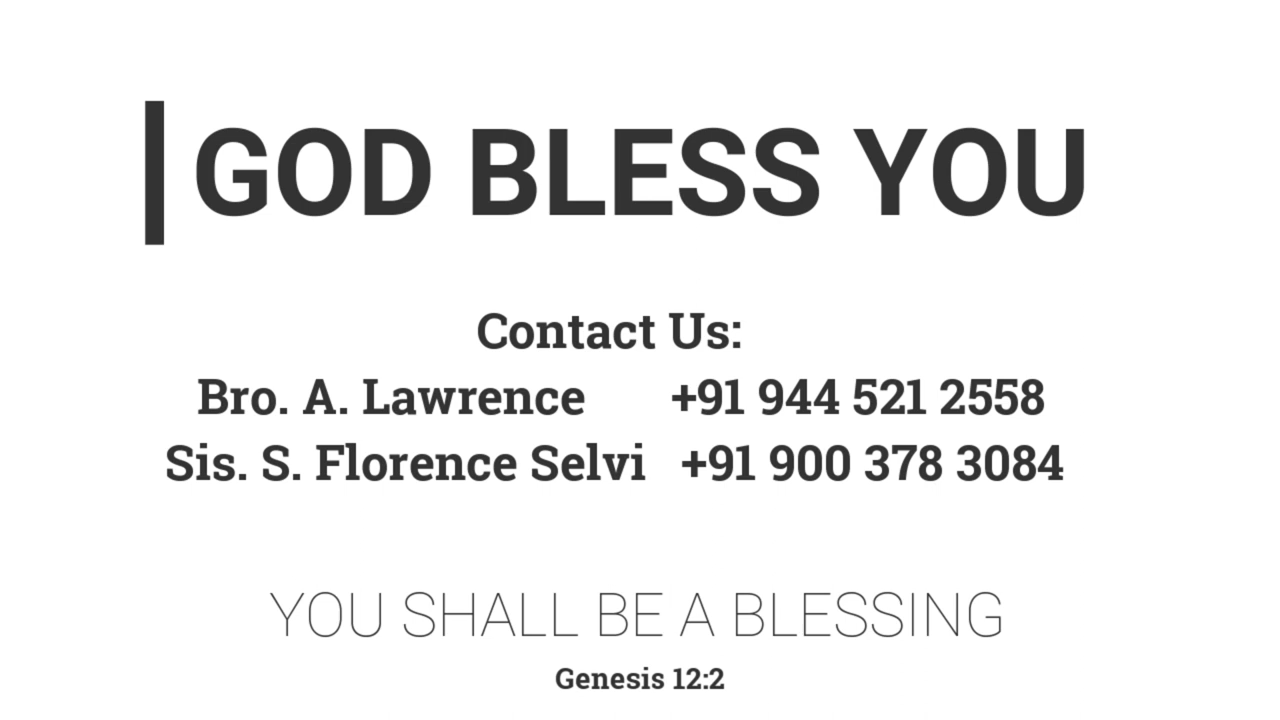 GOD BLESS YOU
Contact Us:
Bro. A. Lawrence +91 944 521 2558
Sis. S. Florence Selvi +91 900 378 3084
YOU SHALL BE A BLESSING
Genesis 12:2